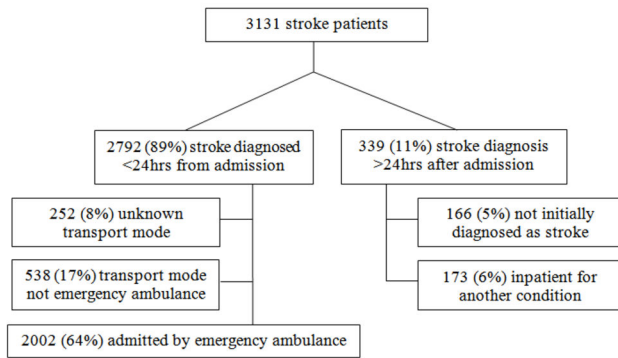 3131 stroke patients
2792 (89%) stroke diagnosed
<24hrs from admission
339 (11%) stroke diagnosis
>24hrs after admission
252 (8%) unknown
transport mode
166 (5%) not initially
diagnosed as stroke
538 (17%) transport mode
not emergency ambulance
173 (6%) inpatient for
another condition
2002 (64%) admitted by emergency ambulance